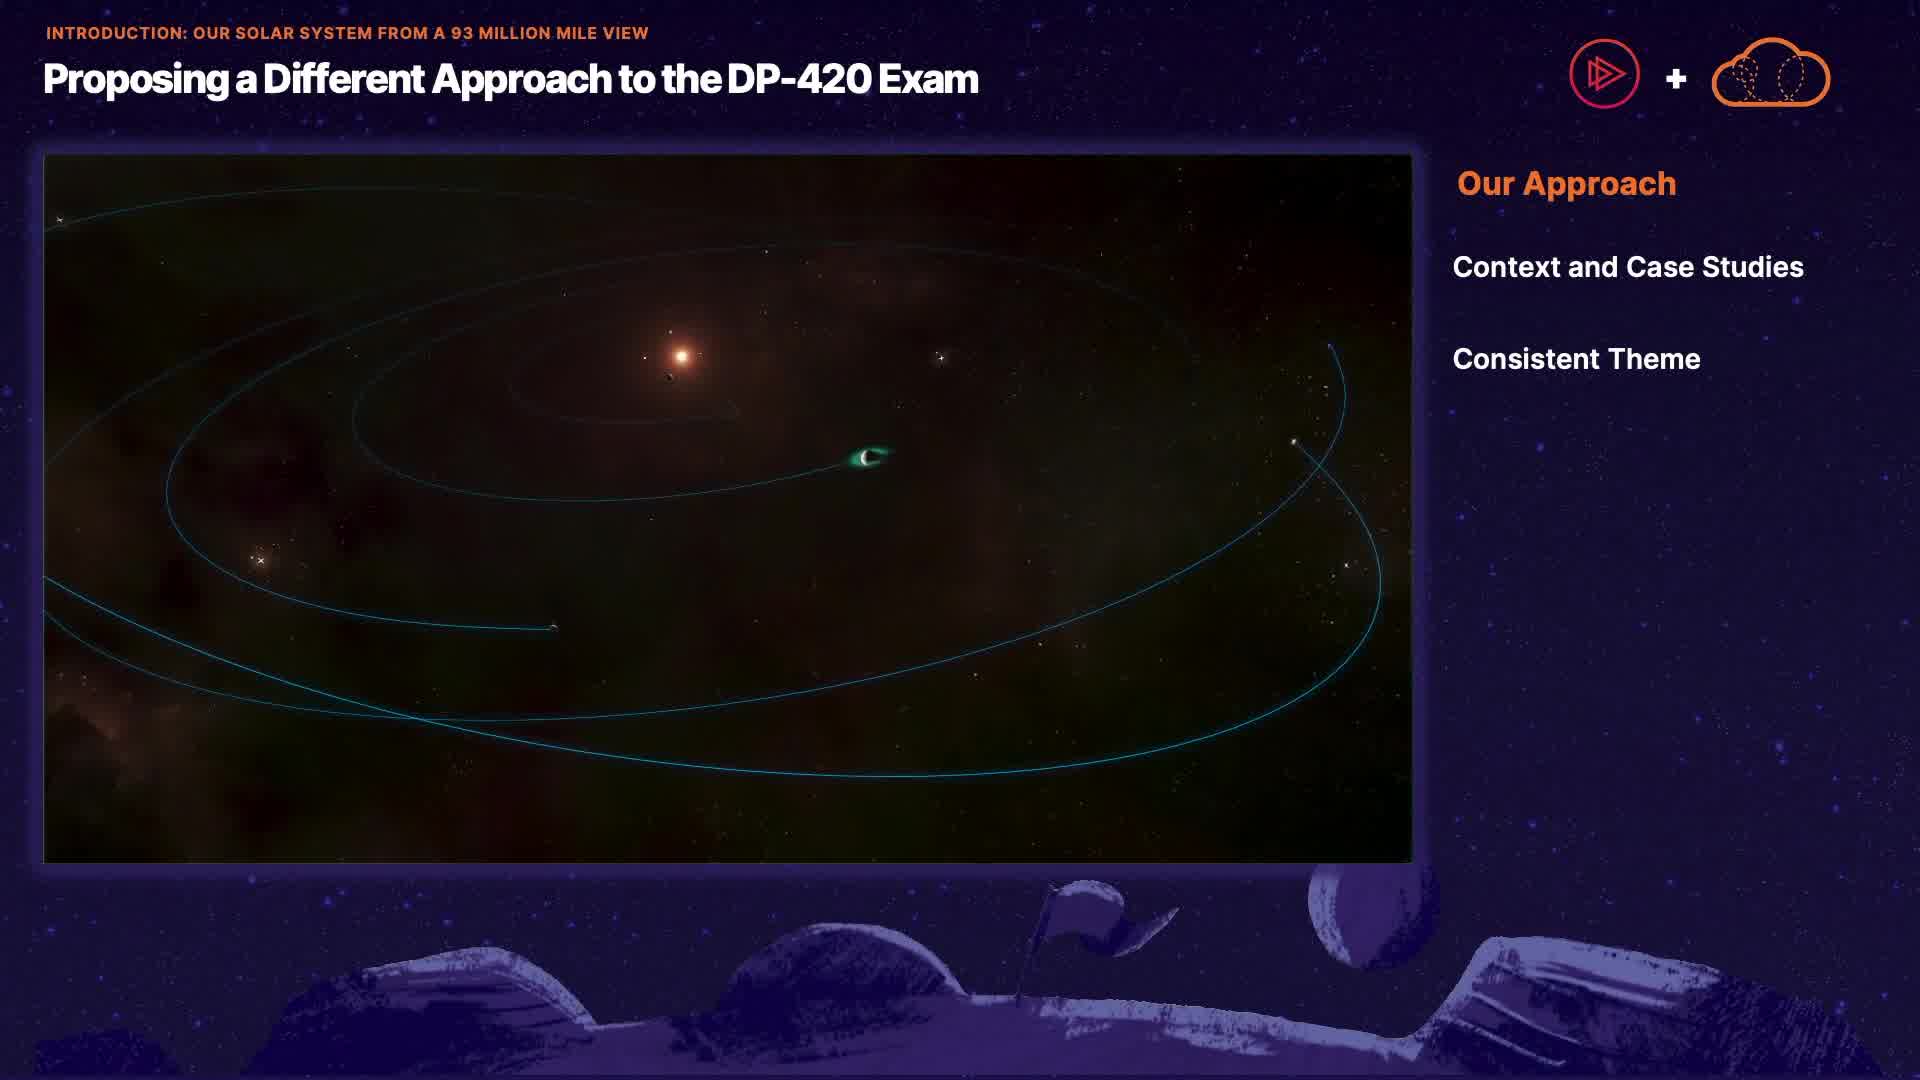 INTRODUCTION: OUR SOLAR SYSTEM FROM A 93 MILLION MILE VIEW
Proposing a Different Approach to the DP-420 Exam
+
Our Approach
Context and Case Studies
Consistent Theme